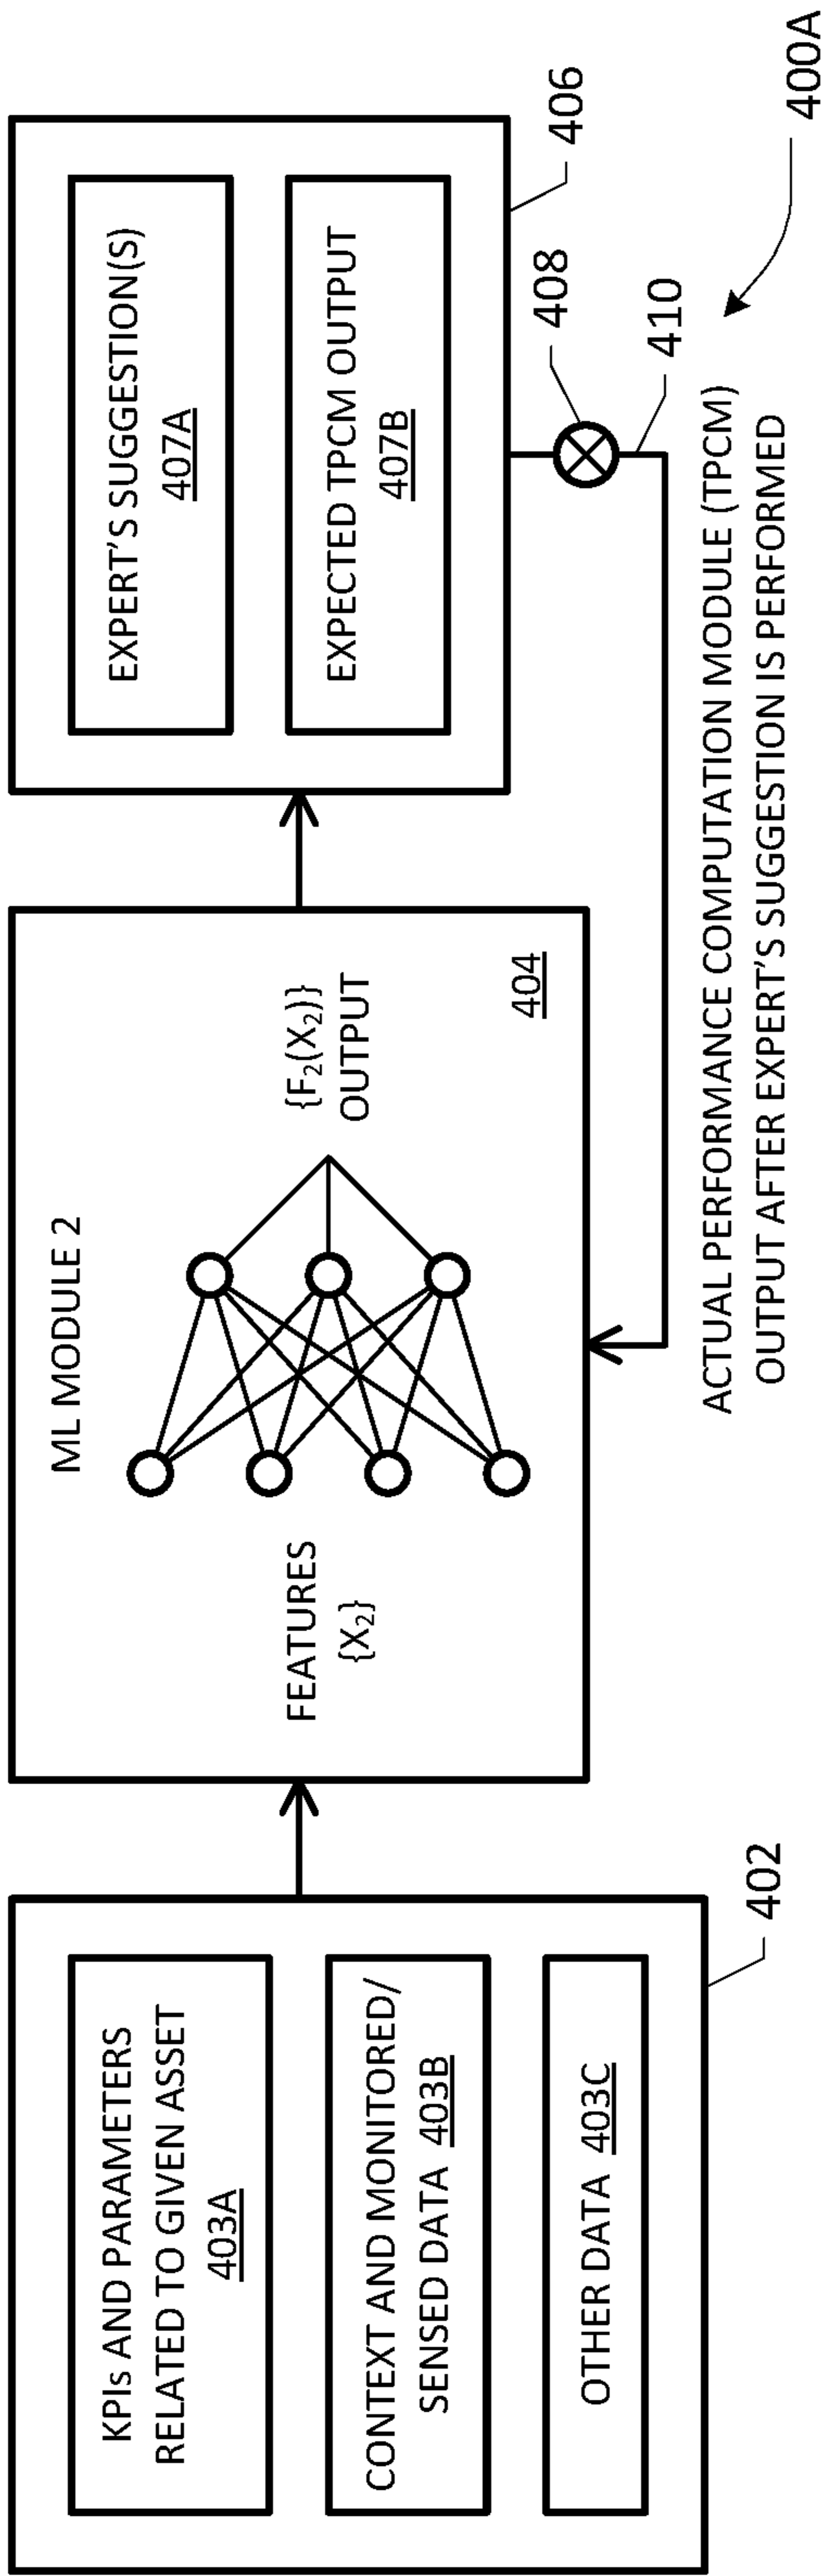 KPIs AND PARAMETERS
RELATED TO GIVEN ASSET
403A
CONTEXT AND MONITORED/
SENSED DATA 403B
OTHER DATA 403C
402
ML MODULE 2
FEATURES
{X₂}
{F₂(X₂)}
OUTPUT
404
EXPERT'S SUGGESTION(S)
407A
EXPECTED TPCM OUTPUT
407B
406
408
410
ACTUAL PERFORMANCE COMPUTATION MODULE (TPCM)
OUTPUT AFTER EXPERT'S SUGGESTION IS PERFORMED
400A